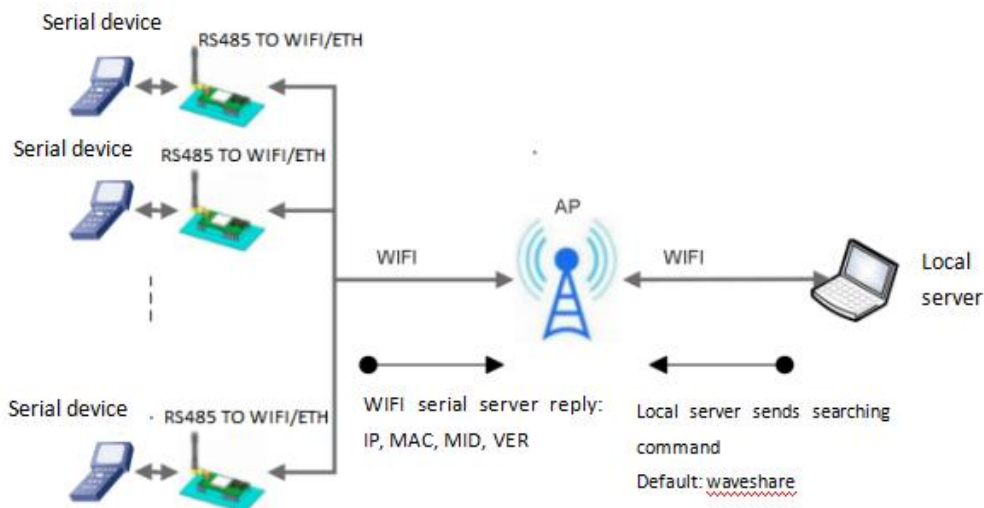 Serial device
RS485 TO WIFI/ETH
Serial device
RS485 TO WIFI/ETH
AP
WIFI
WIFI
Local
server
Serial device
RS485 TO WIFI/ETH
WIFI serial server reply:
IP, MAC, MID, VER
Local server sends searching
command
Default: waveshare